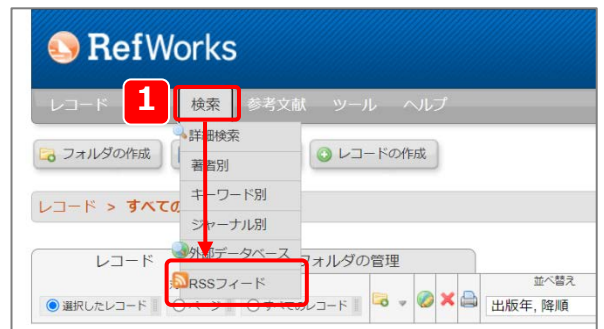 RefWorks
レコード 1 検索 参考文献 ツール ヘルプ
詳細検索
フォルダの作成 レコードの作成
著者別
キーワード別
レコード > すべての
ジャーナル別
外部データベース
レコード フォルダの管理
RSSフィード
並べ替え
選択したレコード ページ すべてのレコード 出版年, 降順